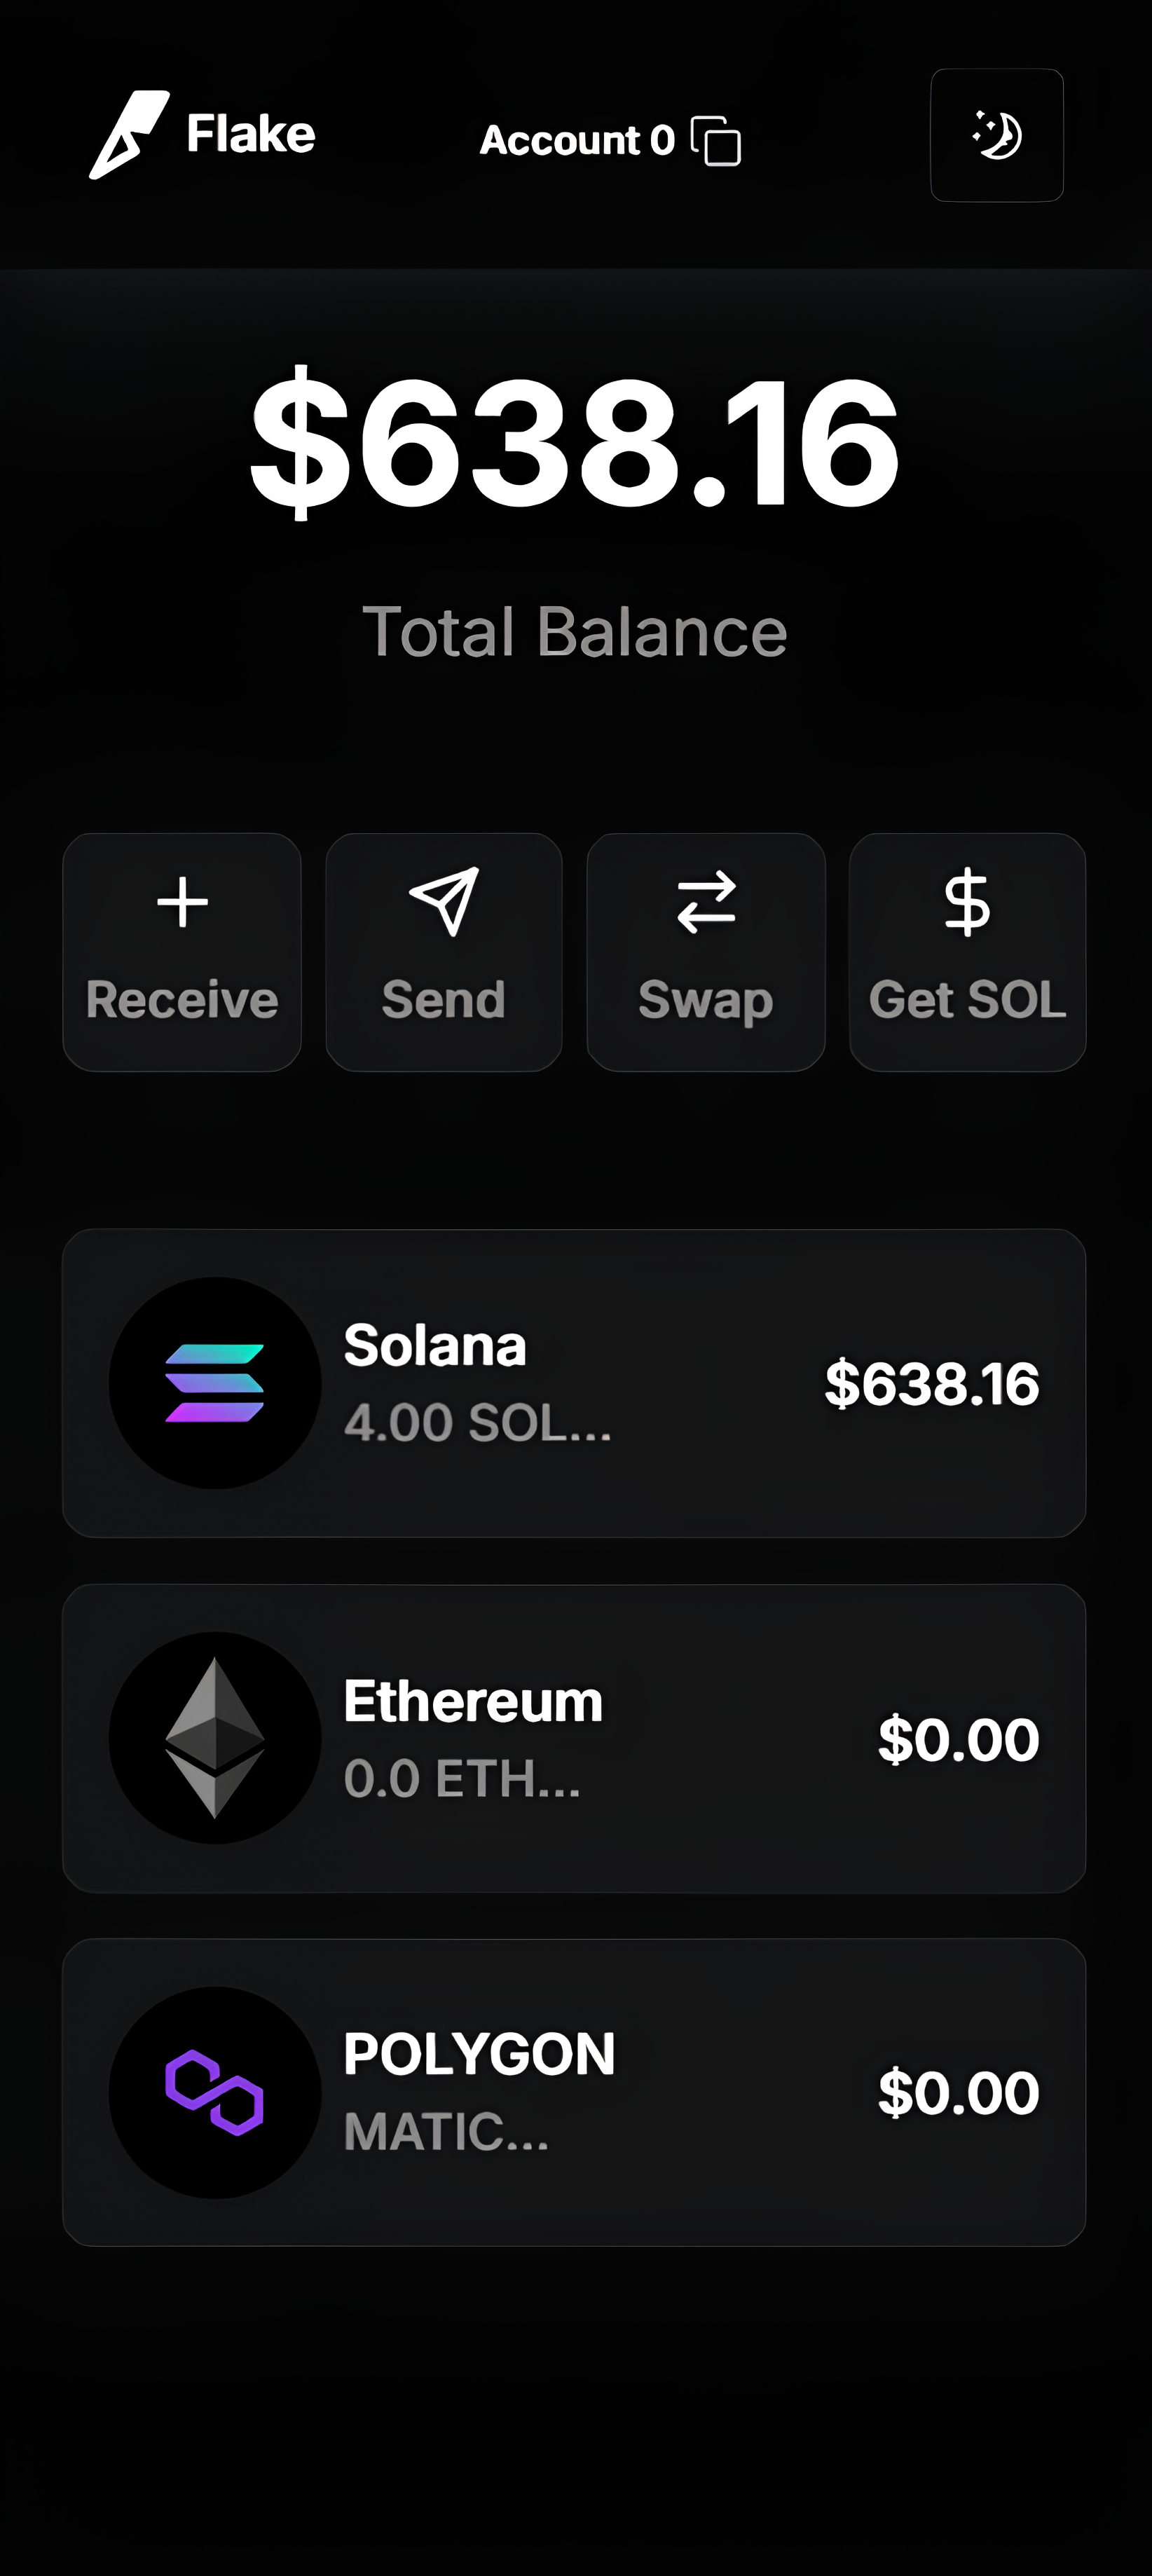 Flake
Account 0
$638.16
Total Balance
Receive
Send
Swap
Get SOL
Solana
4.00 SOL...
$638.16
Ethereum
0.0 ETH...
$0.00
POLYGON
MATIC...
$0.00